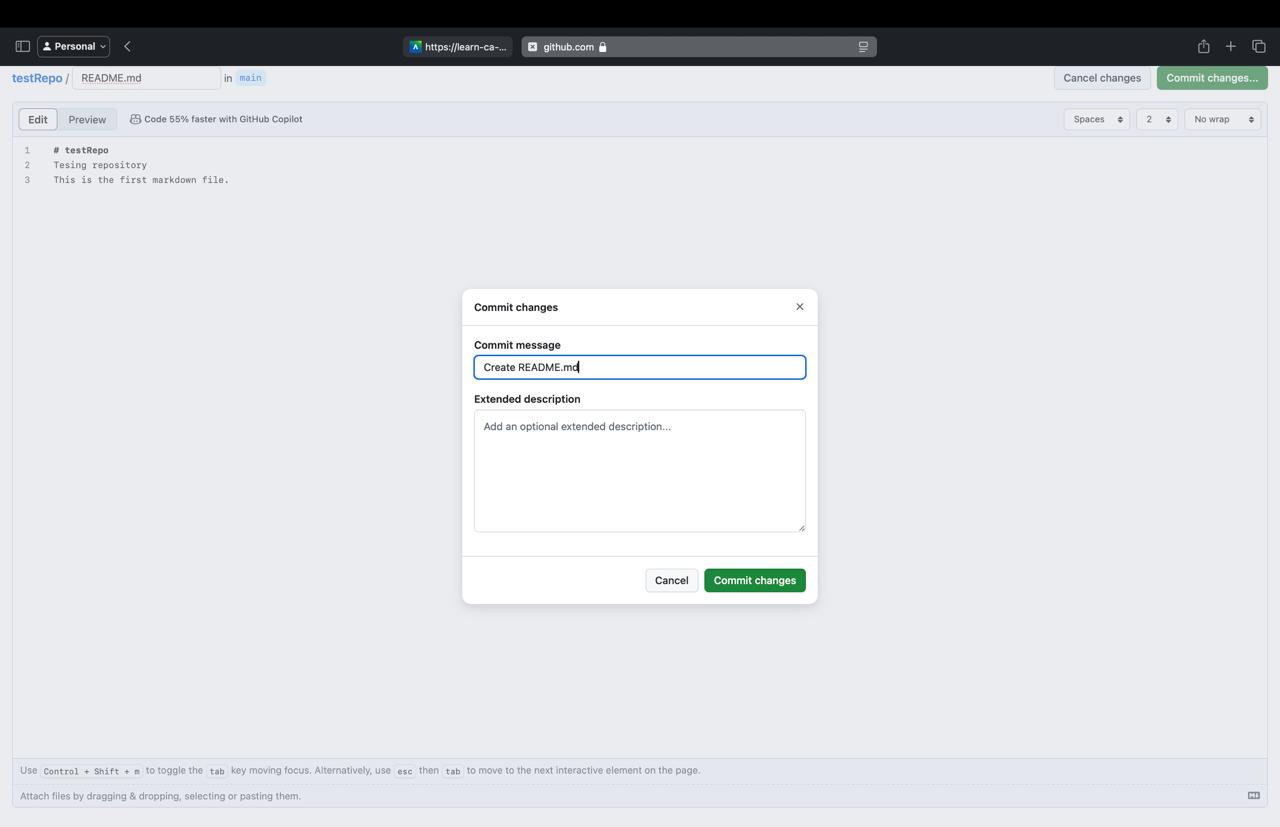 Personal
https://learn-ca-...
github.com
testRepo / README.md in main
Cancel changes
Commit changes...
Edit
Preview
Code 55% faster with GitHub Copilot
Spaces
2
No wrap
1 # testRepo
2 Tesing repository
3 This is the first markdown file.
Commit changes
Commit message
Create README.md
Extended description
Add an optional extended description...
Cancel
Commit changes
Use Control + Shift + m to toggle the tab key moving focus. Alternatively, use esc then tab to move to the next interactive element on the page.
Attach files by dragging & dropping, selecting or pasting them.